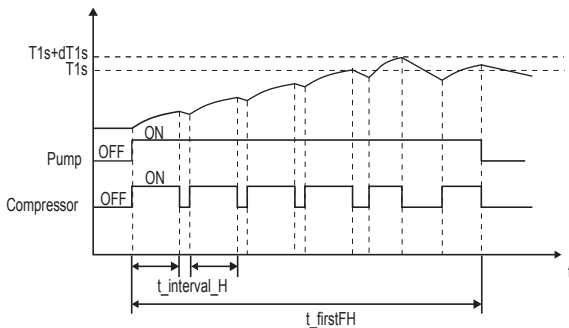 T1s+dT1s
T1s
ON
OFF
Pump
ON
OFF
Compressor
t
t_interval_H
t_firstFH